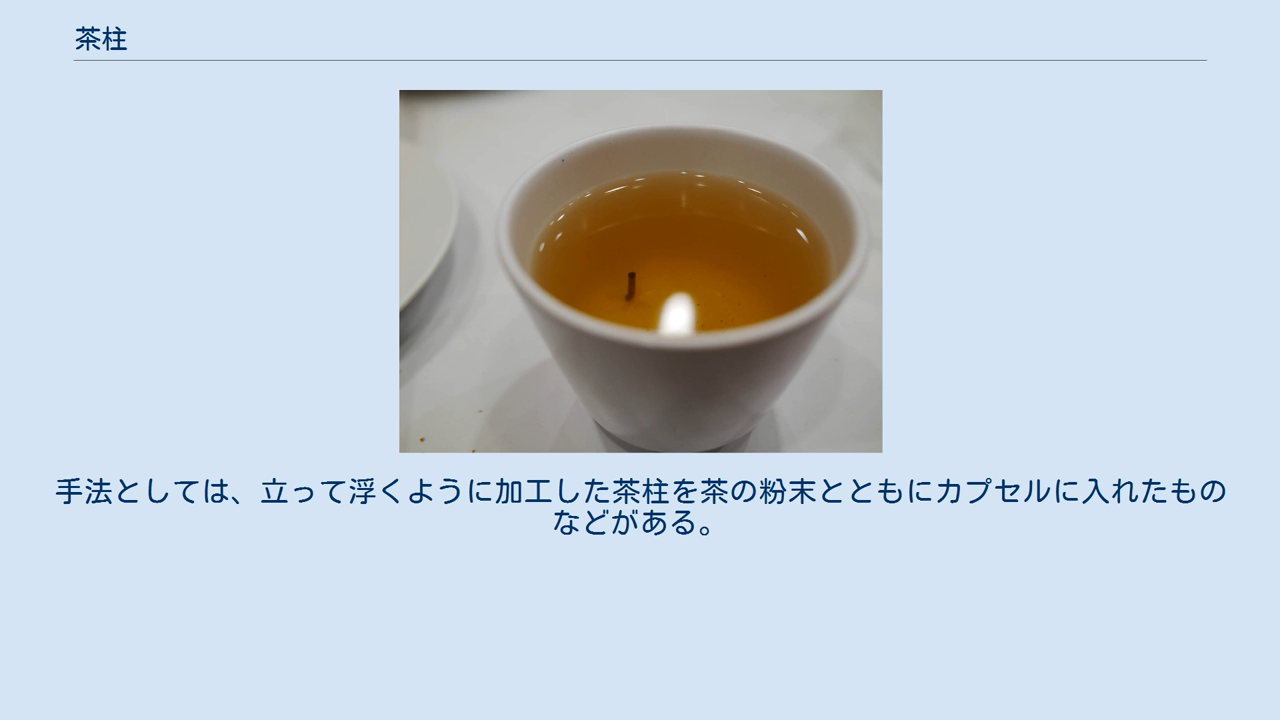 茶柱
手法としては、立って浮くように加工した茶柱を茶の粉末とともにカプセルに入れたもの
などがある。